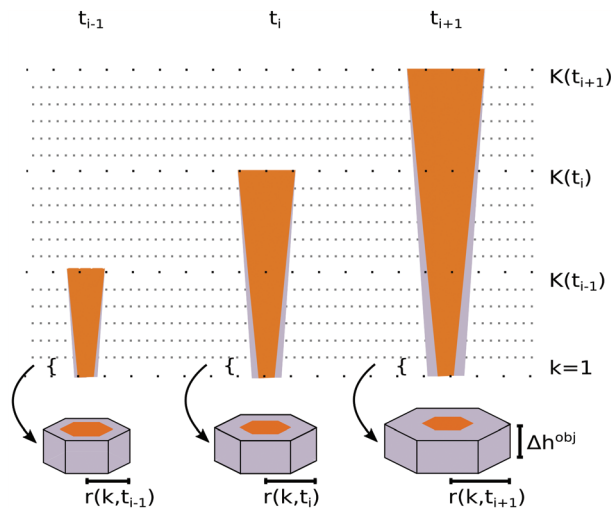 t_{i-1} t_i t_{i+1}
K(t_{i+1})
K(t_i)
K(t_{i-1})
{ { { k=1
Δh^{obj}
r(k,t_{i-1}) r(k,t_i) r(k,t_{i+1})